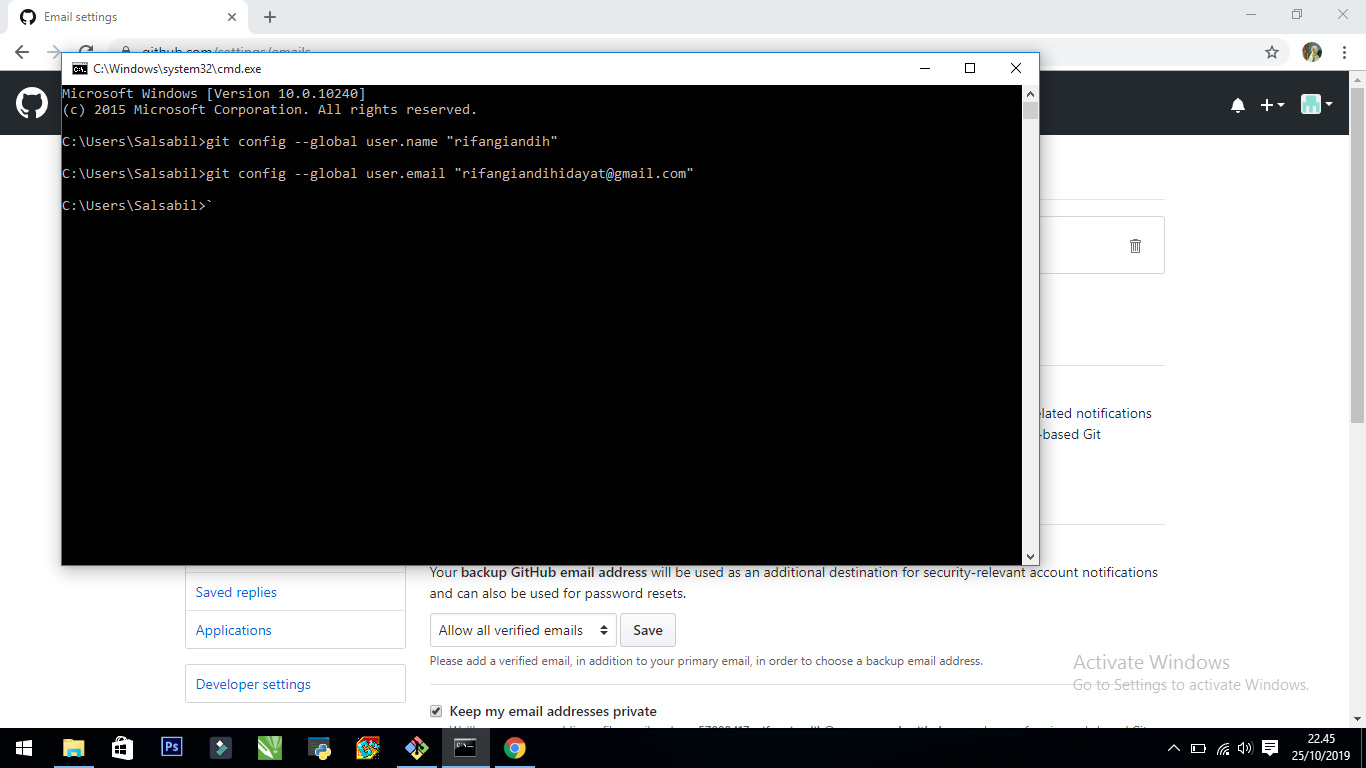 Email settings
github.com/settings/emails
C:\Windows\system32\cmd.exe
Microsoft Windows [Version 10.0.10240]
(c) 2015 Microsoft Corporation. All rights reserved.
C:\Users\Salsabil>git config --global user.name "rifangiandih"
C:\Users\Salsabil>git config --global user.email "rifangiandihidayat@gmail.com"
C:\Users\Salsabil>`
elated notifications
-based Git
Your backup GitHub email address will be used as an additional destination for security-relevant account notifications
and can also be used for password resets.
Saved replies
Applications
Allow all verified emails
Save
Please add a verified email, in addition to your primary email, in order to choose a backup email address.
Developer settings
Activate Windows
Go to Settings to activate Windows.
Keep my email addresses private
Ps
22.45
25/10/2019